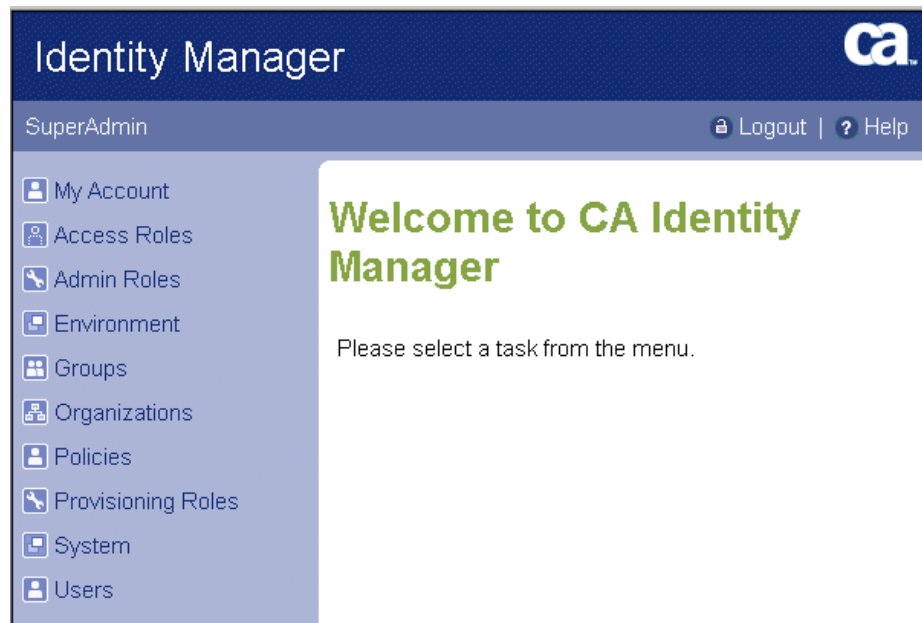 Identity Manager
ca
SuperAdmin
Logout | ? Help
My Account
Access Roles
Admin Roles
Environment
Groups
Organizations
Policies
Provisioning Roles
System
Users
Welcome to CA Identity
Manager
Please select a task from the menu.